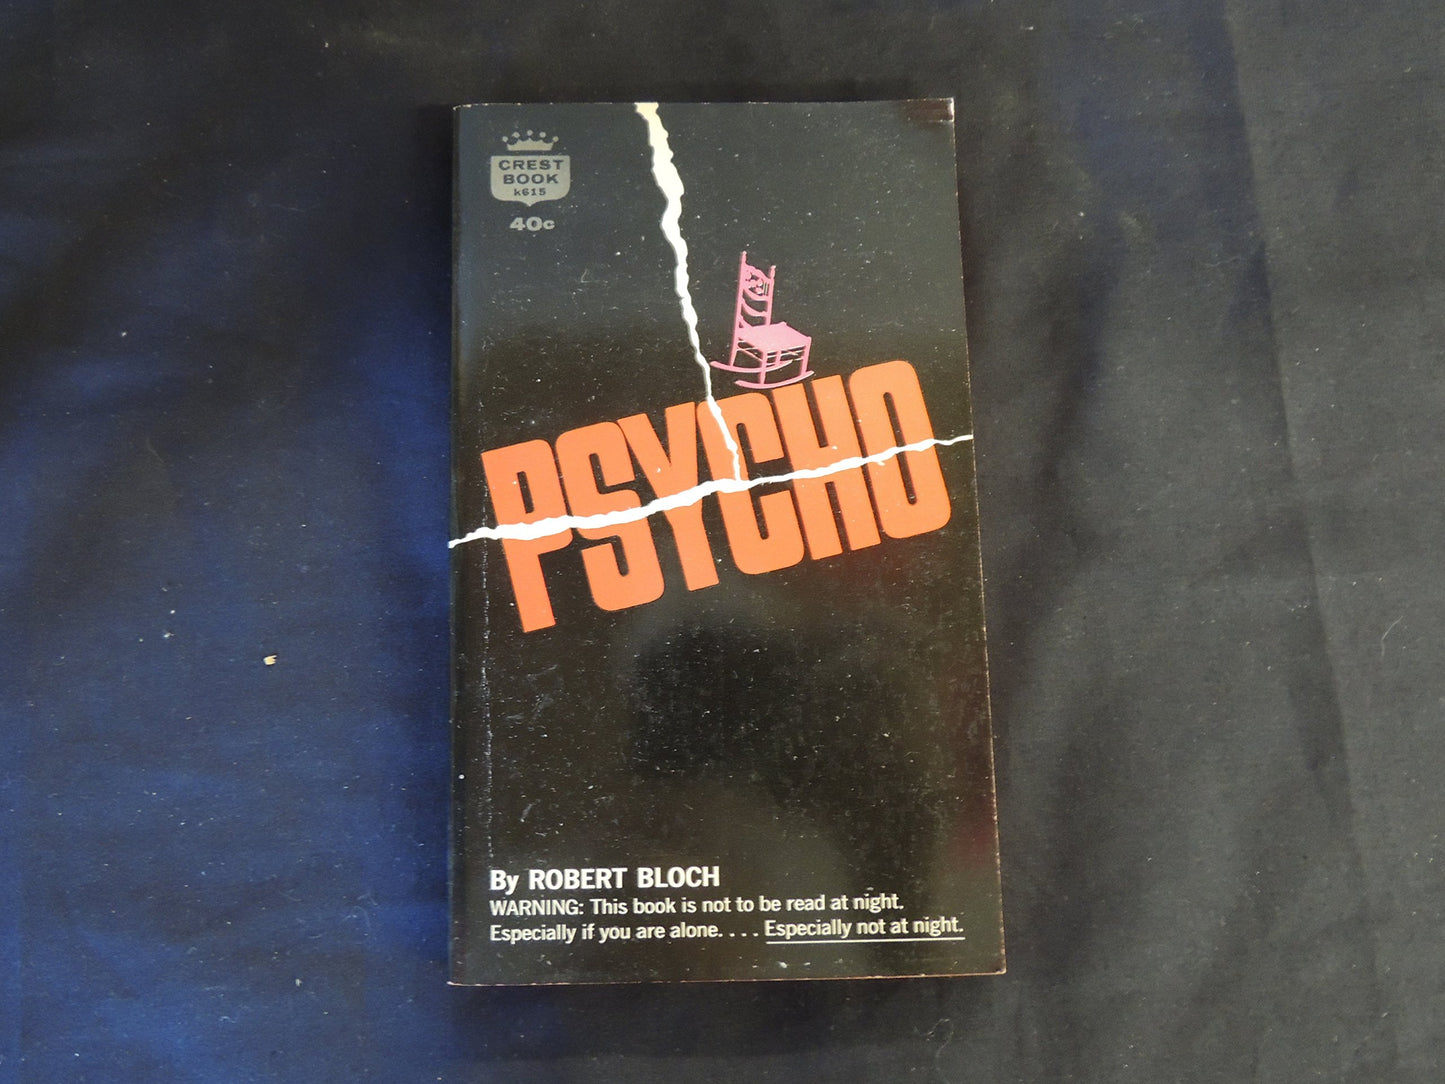 CREST
BOOK
k615
40c
PSYCHO
By ROBERT BLOCH
WARNING: This book is not to be read at night.
Especially if you are alone. . . . Especially not at night.